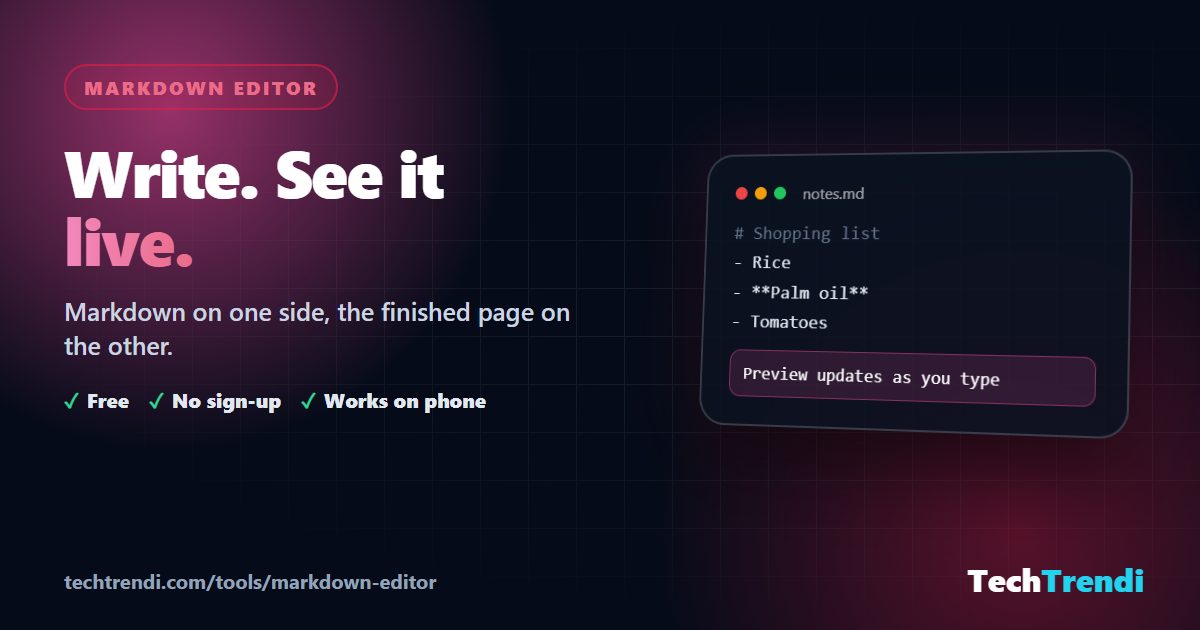 MARKDOWN EDITOR
Write. See it
live.
Markdown on one side, the finished page on
the other.
✓ Free ✓ No sign-up ✓ Works on phone
notes.md
# Shopping list
- Rice
- **Palm oil**
- Tomatoes
Preview updates as you type
techtrendi.com/tools/markdown-editor
TechTrendi